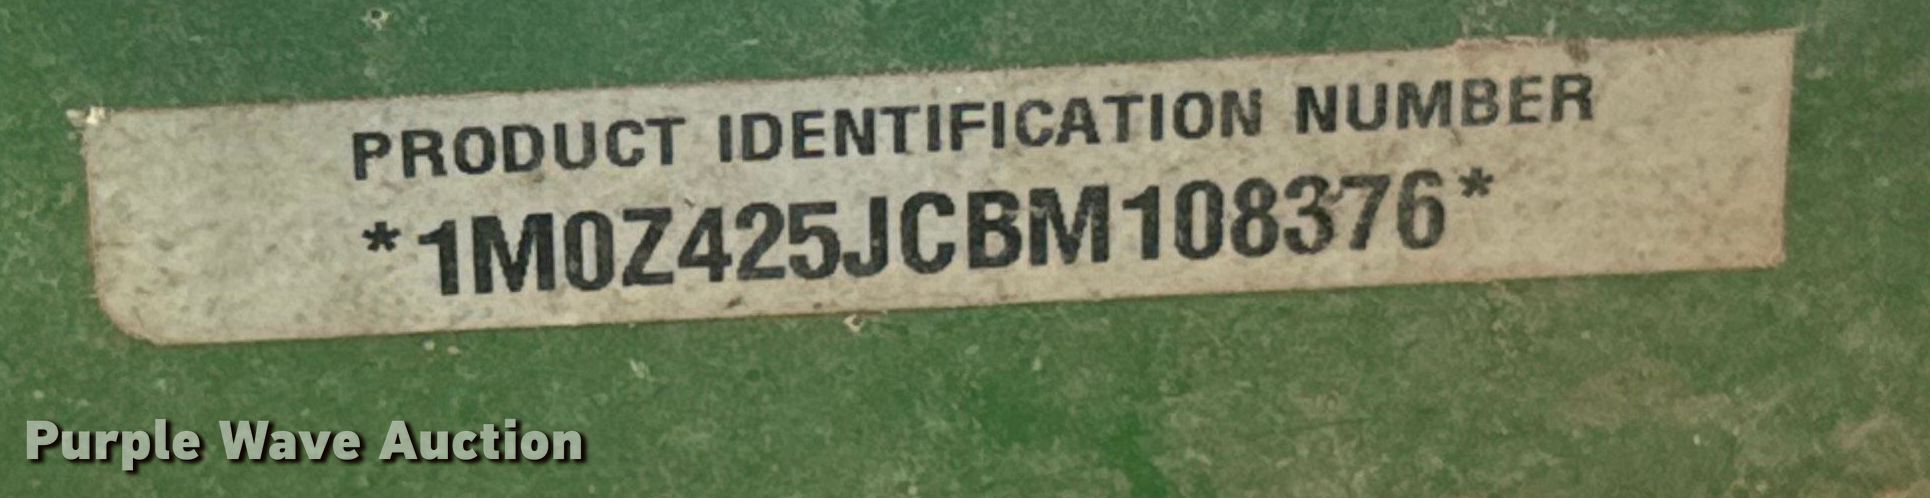 PRODUCT IDENTIFICATION NUMBER
*1M0Z425JCBM108376*
Purple Wave Auction